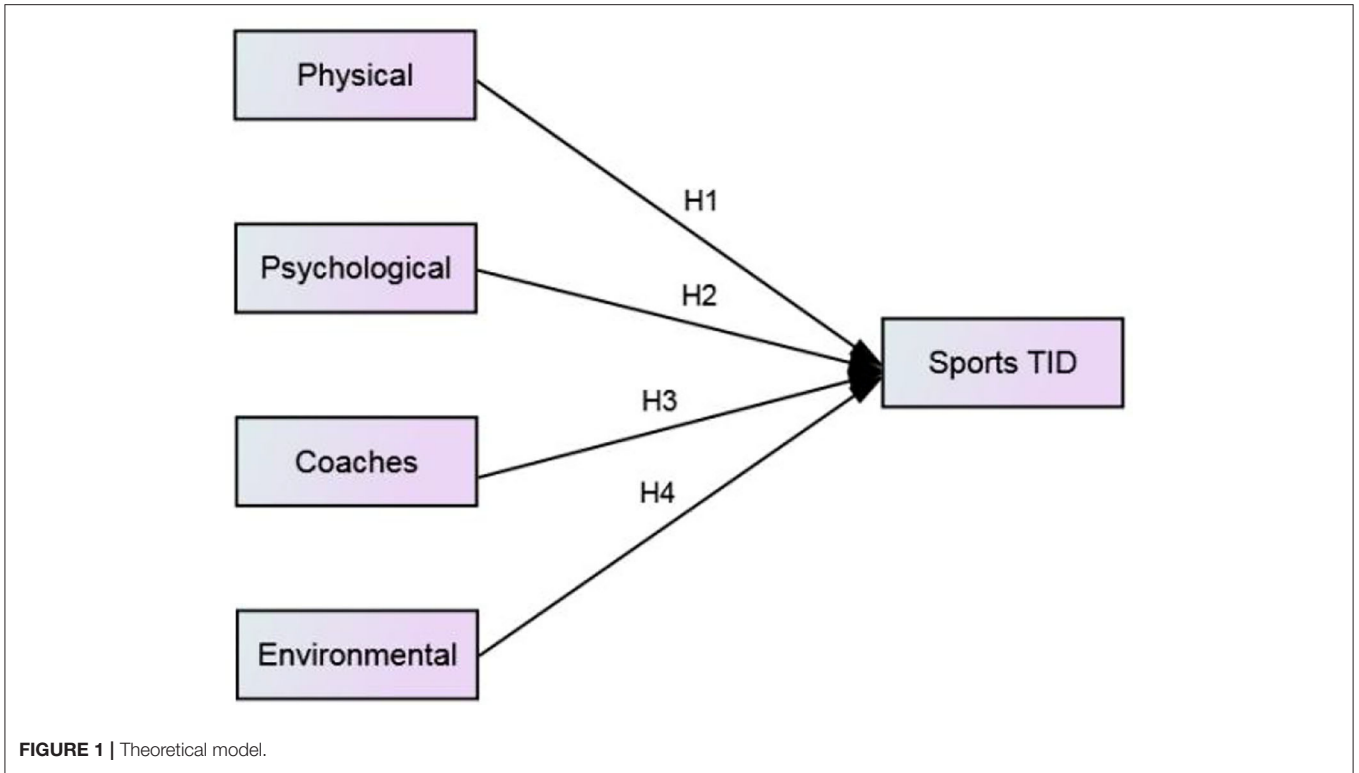 Physical
H1
Psychological
H2
Sports TID
H3
Coaches
H4
Environmental
FIGURE 1 | Theoretical model.